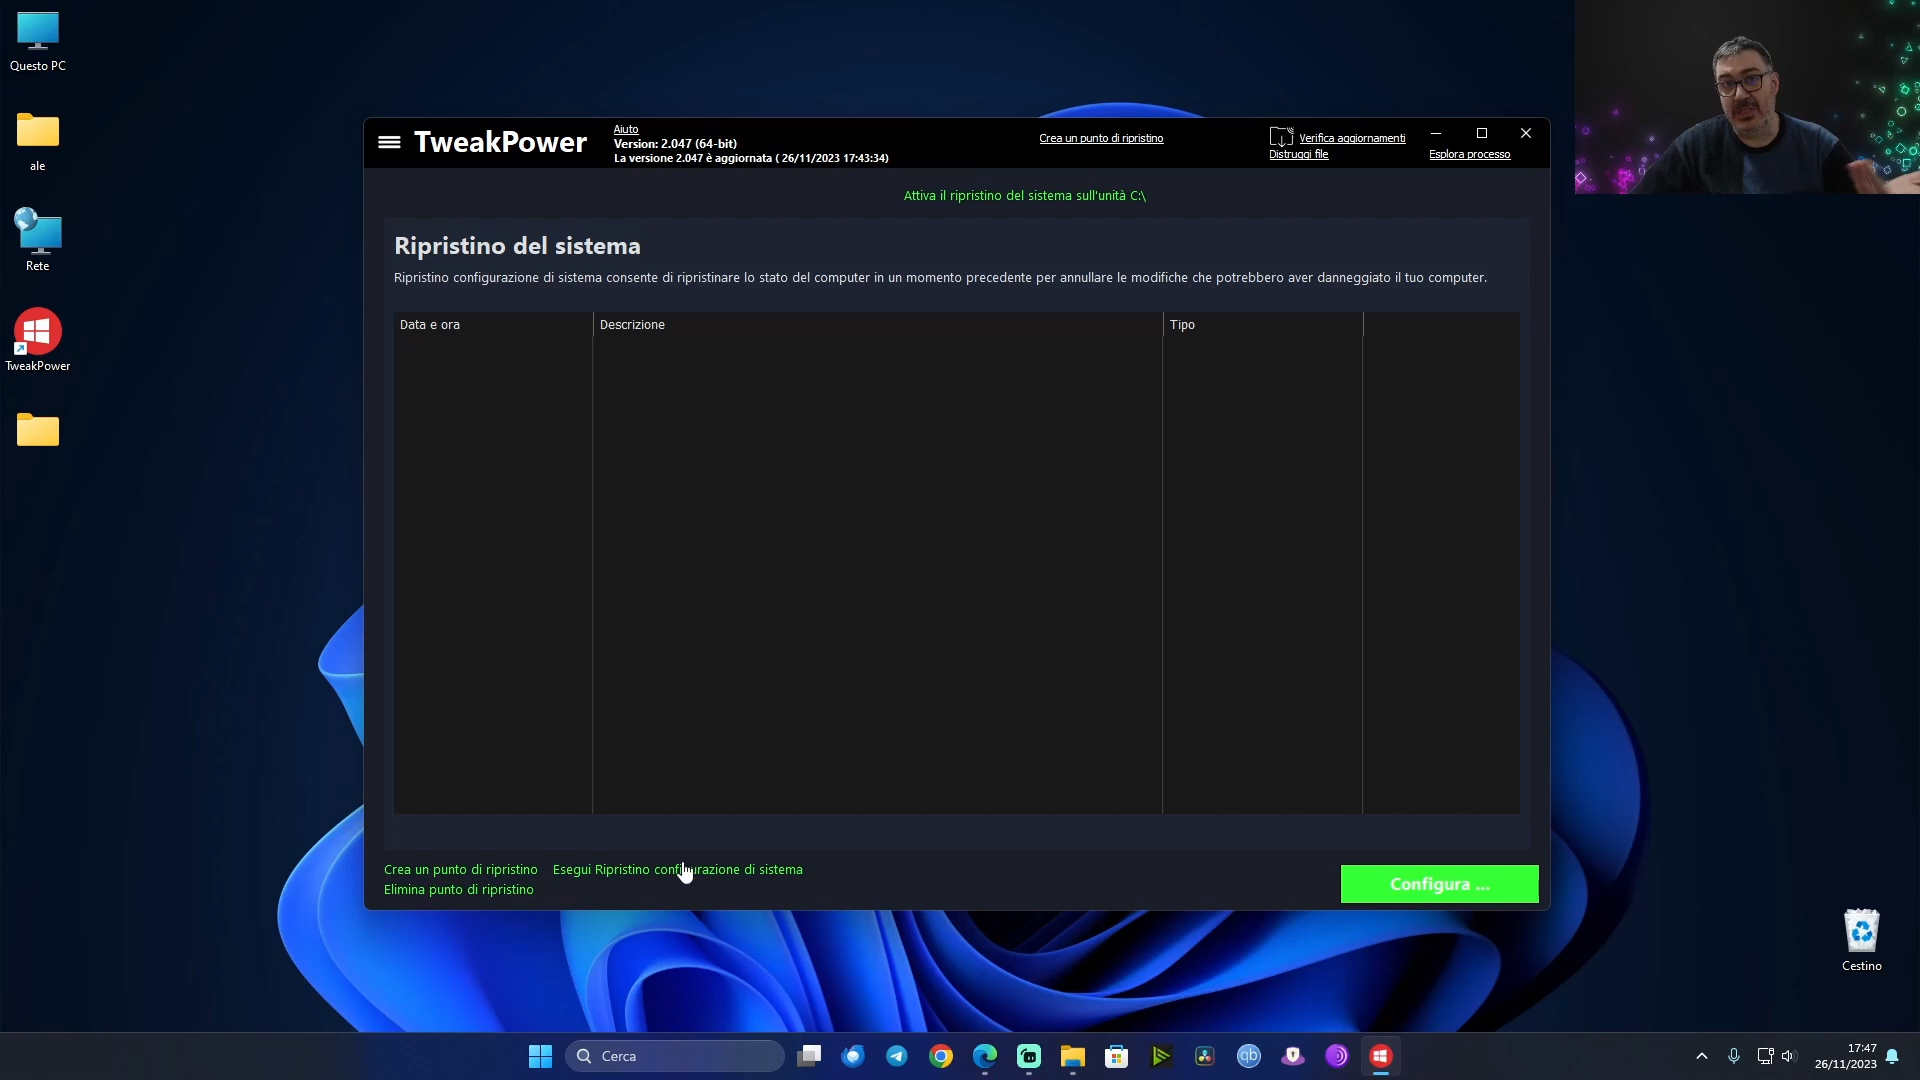 Questo PC
ale
Rete
TweakPower
TweakPower
Aiuto
Version: 2.047 (64-bit)
La versione 2.047 è aggiornata ( 26/11/2023 17:43:34)
Crea un punto di ripristino
Verifica aggiornamenti
Distruggi file
Esplora processo
Attiva il ripristino del sistema sull'unità C:\
Ripristino del sistema
Ripristino configurazione di sistema consente di ripristinare lo stato del computer in un momento precedente per annullare le modifiche che potrebbero aver danneggiato il tuo computer.
Data e ora
Descrizione
Tipo
Crea un punto di ripristino
Esegui Ripristino configurazione di sistema
Elimina punto di ripristino
Configura ...
Cestino
Cerca
qb
17:47
26/11/2023